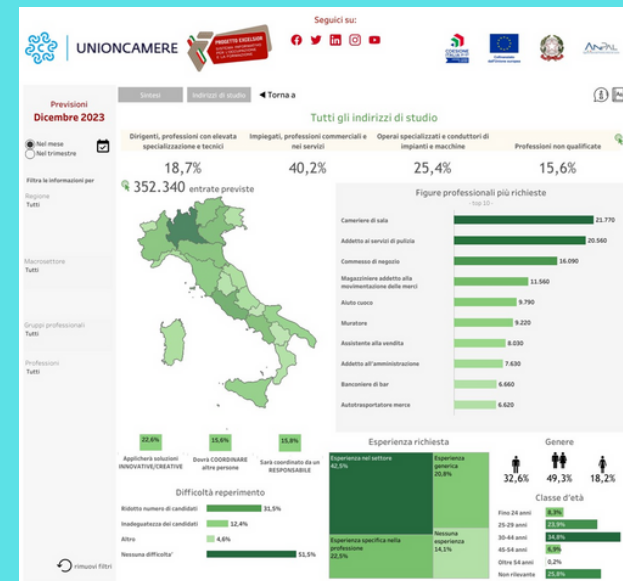 Seguici su:
UNIONCAMERE
PROGETTO EXCELSIOR
Previsioni
Dicembre 2023
Nel mese
Nel trimestre
Filtra le informazioni per
Regione
Tutti
Macrosettore
Tutti
Gruppi professionali
Tutti
Professioni
Tutti
rimuovi filtri
Sintesi
Indirizzi di studio
Torna a
Tutti gli indirizzi di studio
Dirigenti, professioni con elevata specializzazione e tecnici
18,7%
Impiegati, professioni commerciali e nei servizi
40,2%
Operai specializzati e conduttori di impianti e macchine
25,4%
Professioni non qualificate
15,6%
352.340 entrate previste
Figure professionali più richieste
- top 10 -
Cameriere di sala 21.770
Addetto ai servizi di pulizia 20.560
Commesso di negozio 16.090
Magazziniere addetto alla
movimentazione delle merci 11.560
Aiuto cuoco 9.790
Muratore 9.220
Assistente alla vendita 8.030
Addetto all'amministrazione 7.630
Banconiere di bar 6.660
Autotrasportatore merco 6.620
22,6%
Applicherà soluzioni
INNOVATIVE/CREATIVE
15,6%
Dovrà COORDINARE
altre persone
15,8%
Sarà coordinato da un
RESPONSABILE
Difficoltà reperimento
Ridotto numero di candidati 31,5%
Inadeguatezza dei candidati 12,4%
Altro 4,6%
Nessuna difficolta' 51,5%
Esperienza richiesta
Esperienza nel settore
42,5%
Esperienza
generica
20,8%
Esperienza specifica nella
professione
22,5%
Nessuna
esperienza
14,1%
Genere
32,6% 49,3% 18,2%
Classe d'età
Fino 24 anni 8,3%
25-29 anni 23,9%
30-44 anni 34,8%
45-54 anni 6,9%
Oltre 54 anni 0,2%
Non rilevante 25,8%